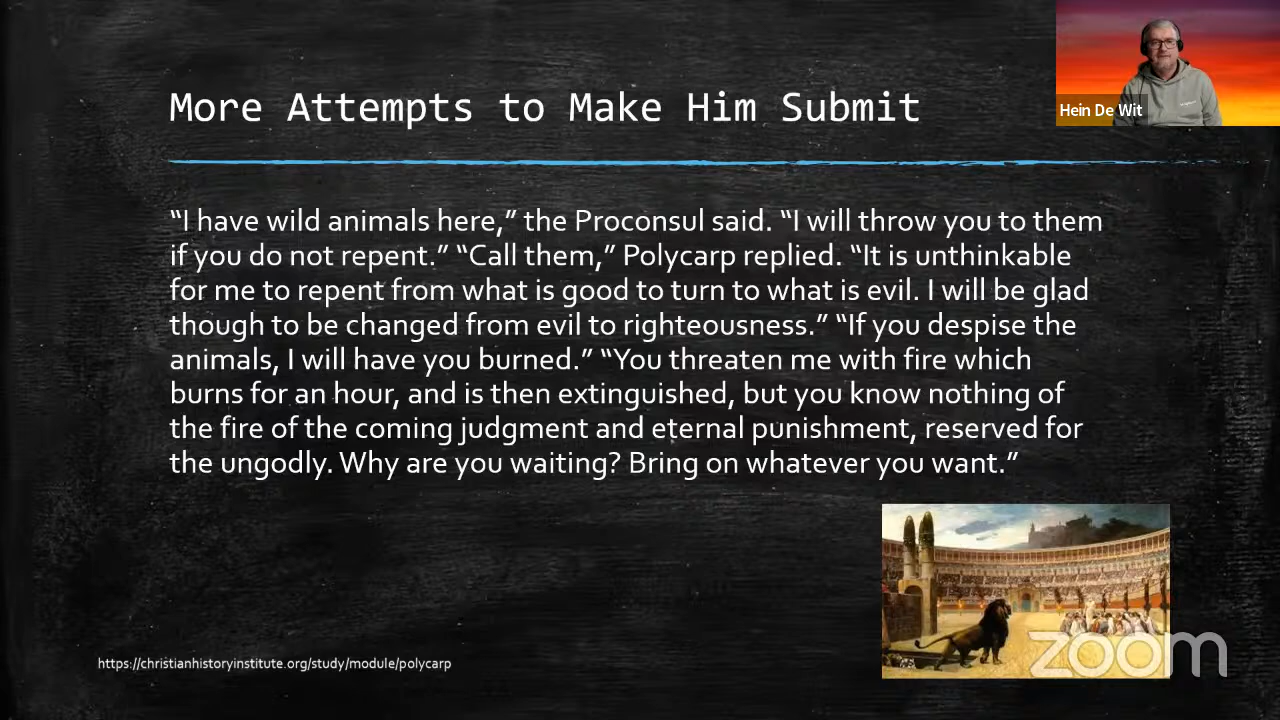 More Attempts to Make Him Submit
Hein De Wit
“I have wild animals here,” the Proconsul said. “I will throw you to them
if you do not repent.” “Call them,” Polycarp replied. “It is unthinkable
for me to repent from what is good to turn to what is evil. I will be glad
though to be changed from evil to righteousness.” “If you despise the
animals, I will have you burned.” “You threaten me with fire which
burns for an hour, and is then extinguished, but you know nothing of
the fire of the coming judgment and eternal punishment, reserved for
the ungodly. Why are you waiting? Bring on whatever you want.”
https://christianhistoryinstitute.org/study/module/polycarp
zoom